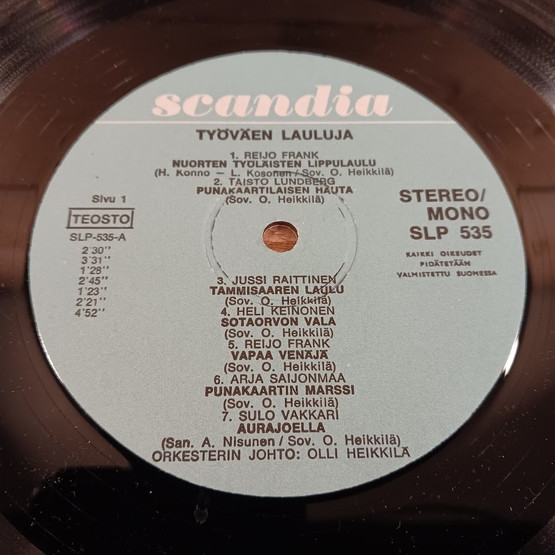 scandia
TYÖVÄEN LAULUJA
1. REIJO FRANK
NUORTEN TYÖLÄISTEN LIPPULAULU
(H. Konno – L. Kosonen / Sov. O. Heikkilä)
2. TAISTO LUNDBERG
PUNAKAARTILAISEN HAUTA
(Sov. O. Heikkilä)
Sivu 1
TEOSTO
SLP-535-A
2'30''
3'31''
1'28''
2'45''
1'23''
2'21''
4'52''
STEREO/
MONO
SLP 535
KAIKKI OIKEUDET
PIDÄTETÄÄN
VALMISTETTU SUOMESSA
3. JUSSI RAITTINEN
TAMMISAAREN LAULU
(Sov. O. Heikkilä)
4. HELI KEINONEN
SOTAORVON VALA
(Sov. O. Heikkilä)
5. REIJO FRANK
VAPAA VENÄJÄ
(Sov. O. Heikkilä)
6. ARJA SAIJONMAA
PUNAKAARTIN MARSSI
(Sov. O. Heikkilä)
7. SULO VAKKARI
AURAJOELLA
(San. A. Nisunen / Sov. O. Heikkilä)
ORKESTERIN JOHTO: OLLI HEIKKILÄ